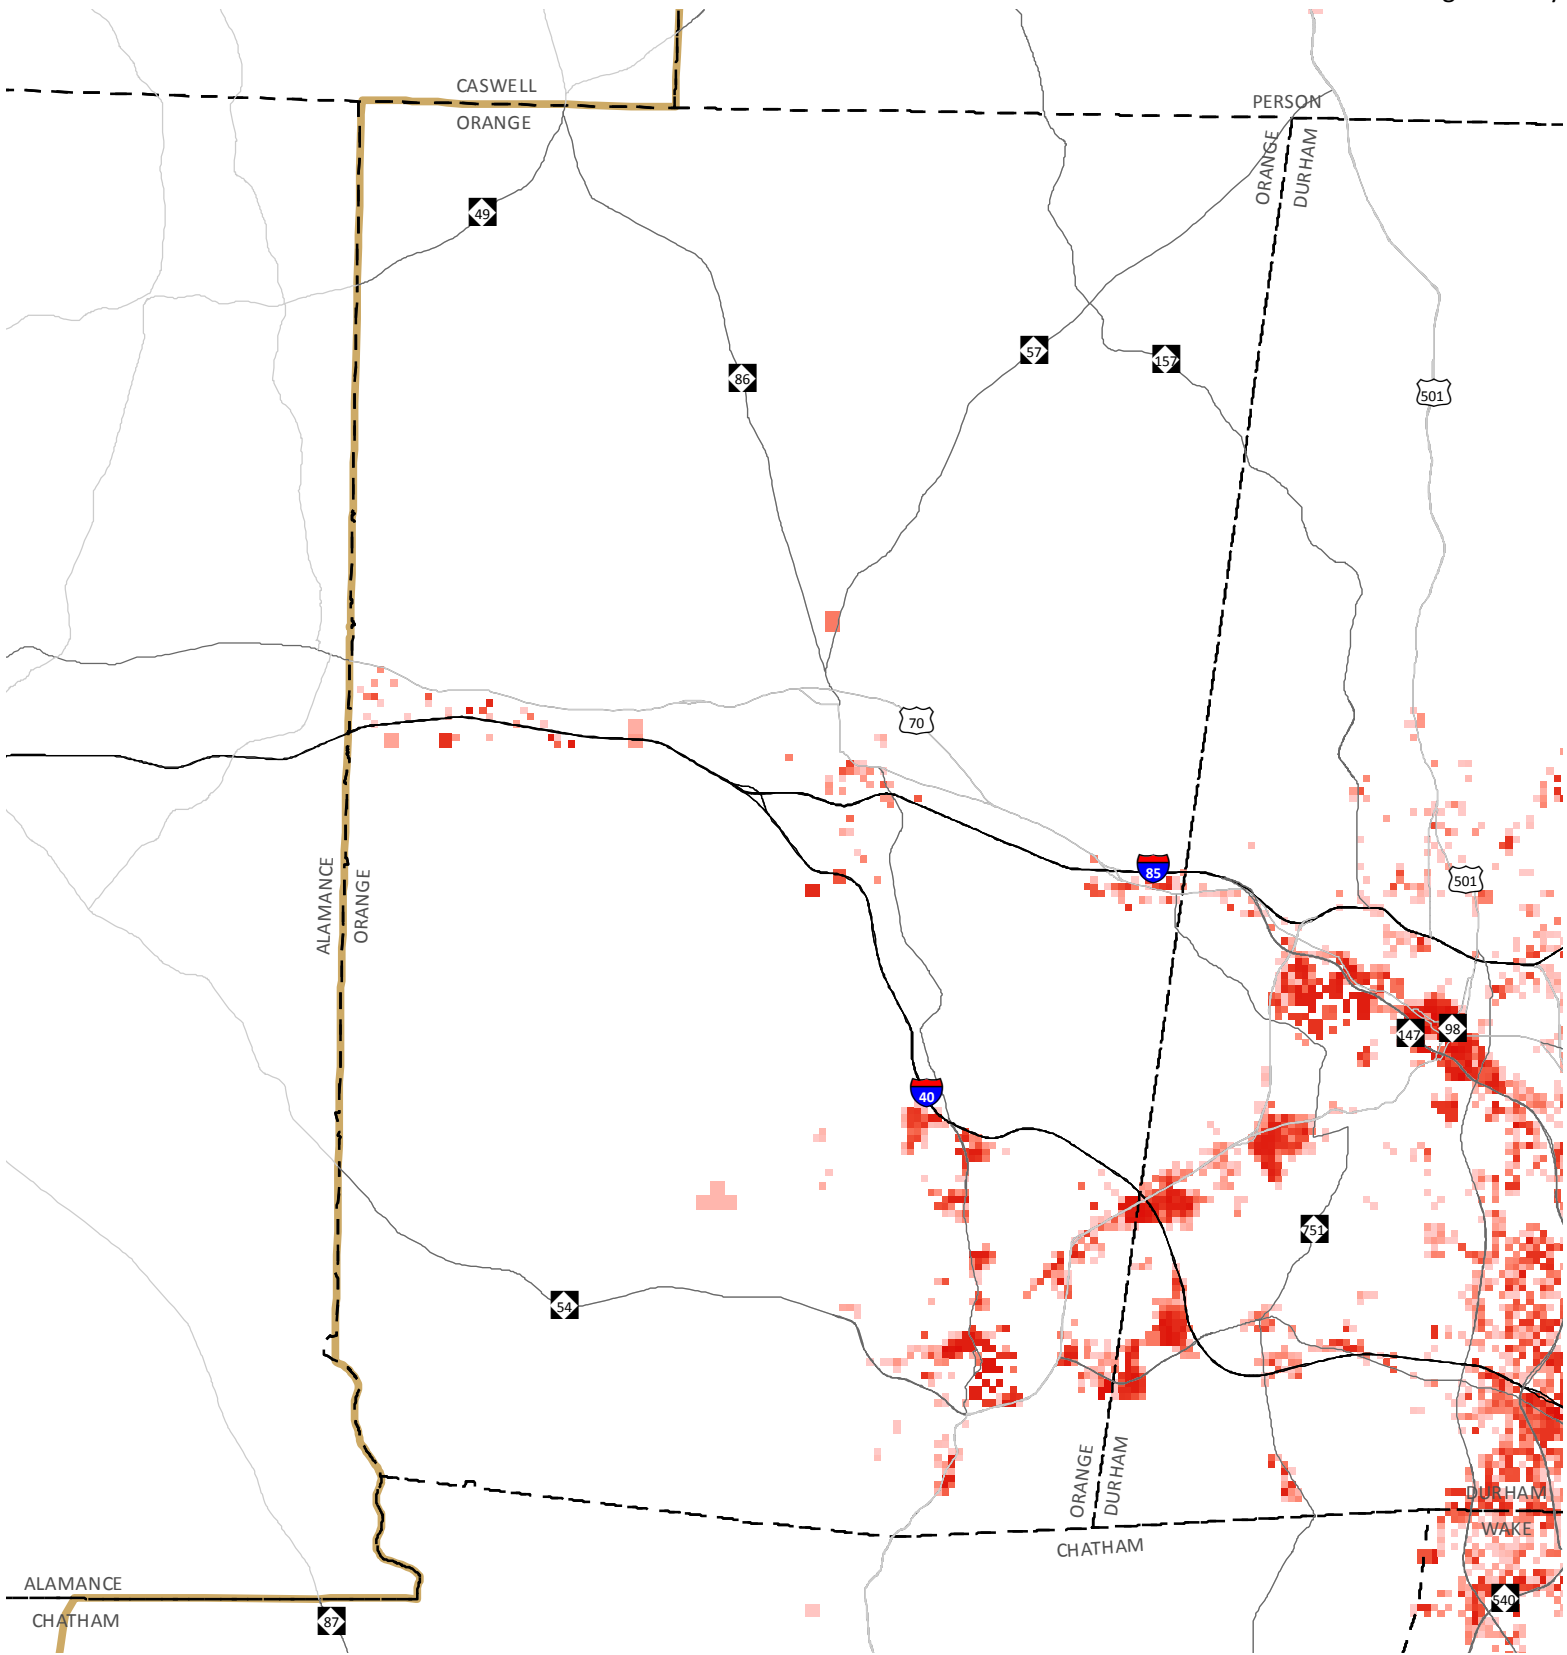 CASWELL
ORANGE
PERSON
ORANGE
DURHAM
49
57
157
86
501
70
85
501
ALAMANCE
ORANGE
147
98
40
751
54
ORANGE
DURHAM
DURHAM
WAKE
CHATHAM
ALAMANCE
CHATHAM
87
540